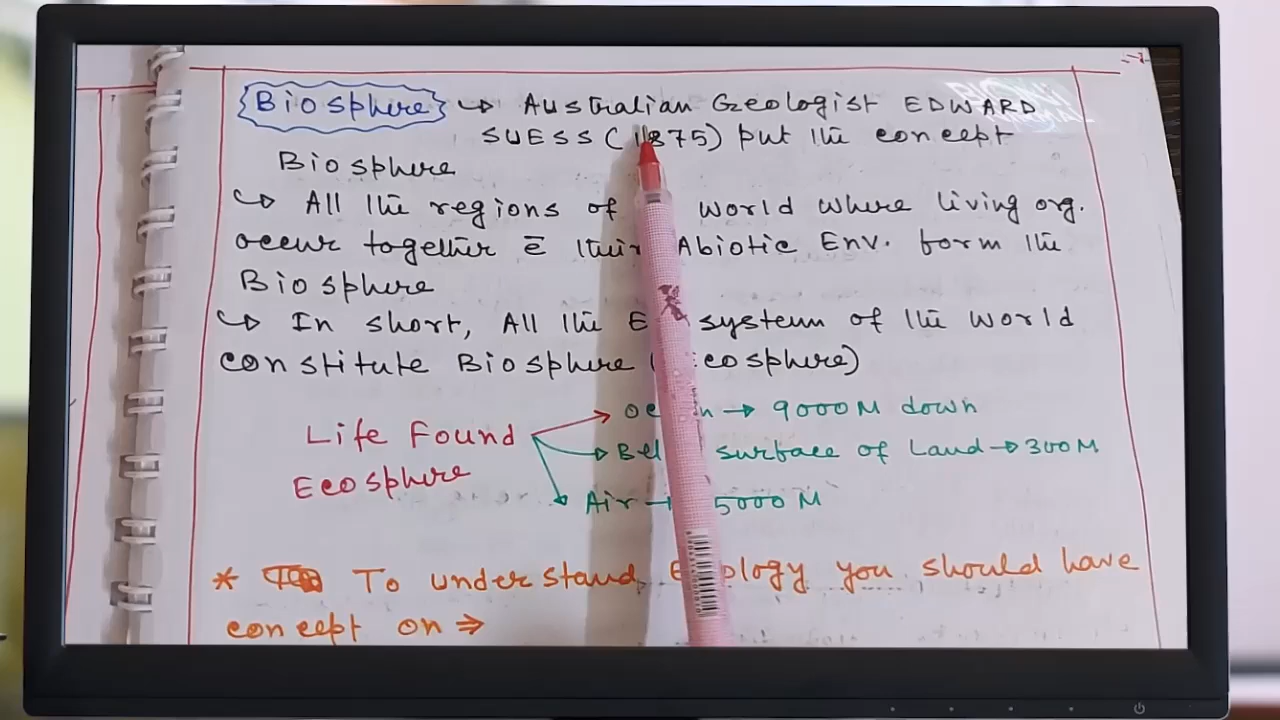 Biosphere ↪ Australian Geologist EDWARD
SUESS (1875) put the concept
Biosphere
↪ All the regions of world where living org.
occur together c̄ their Abiotic Env. form the
Biosphere
↪ In short, All the system of the world
constitute Biosphere
Life Found
Ecosphere
→ 9000M down
surface of Land → 300M
Air → 5000 M
* To understand you should have
concept on ⇒